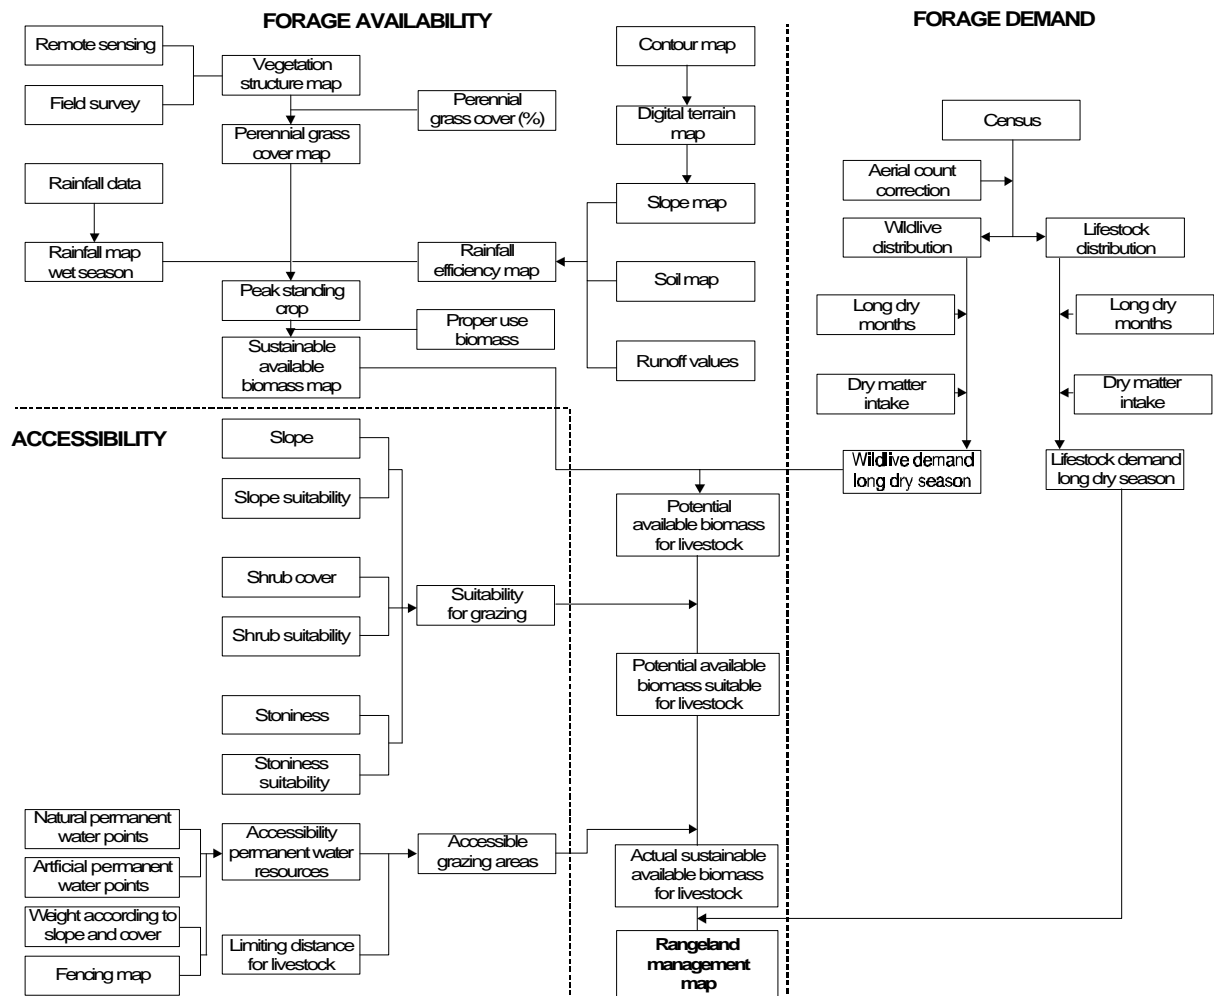 FORAGE AVAILABILITY
FORAGE DEMAND
Remote sensing
Field survey
Vegetation
structure map
Perennial
grass cover (%)
Perennial grass
cover map
Rainfall data
Rainfall map
wet season
Rainfall
efficiency map
Peak standing
crop
Proper use
biomass
Sustainable
available
biomass map
Contour map
Digital terrain
map
Slope map
Soil map
Runoff values
Census
Aerial count
correction
Wildlive
distribution
Lifestock
distribution
Long dry
months
Long dry
months
Dry matter
intake
Dry matter
intake
Wildlive demand
long dry season
Lifestock demand
long dry season
ACCESSIBILITY
Slope
Slope suitability
Shrub cover
Shrub suitability
Suitability
for grazing
Stoniness
Stoniness
suitability
Potential
available biomass
for livestock
Potential available
biomass suitable
for livestock
Natural permanent
water points
Artficial permanent
water points
Weight according to
slope and cover
Fencing map
Accessibility
permanent water
resources
Limiting distance
for livestock
Accessible
grazing areas
Actual sustainable
available biomass
for livestock
Rangeland
management
map